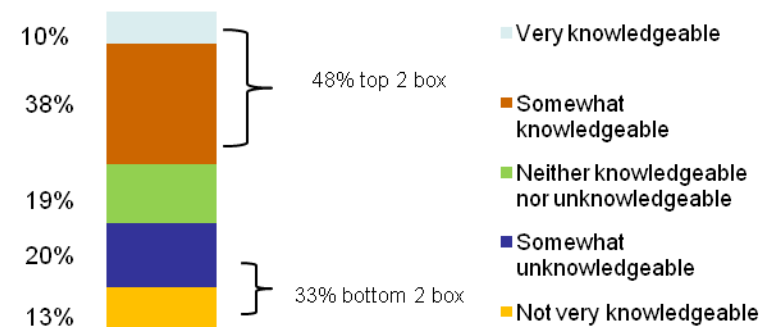 10%
38%
19%
20%
13%
48% top 2 box
33% bottom 2 box
Very knowledgeable
Somewhat
knowledgeable
Neither knowledgeable
nor unknowledgeable
Somewhat
unknowledgeable
Not very knowledgeable